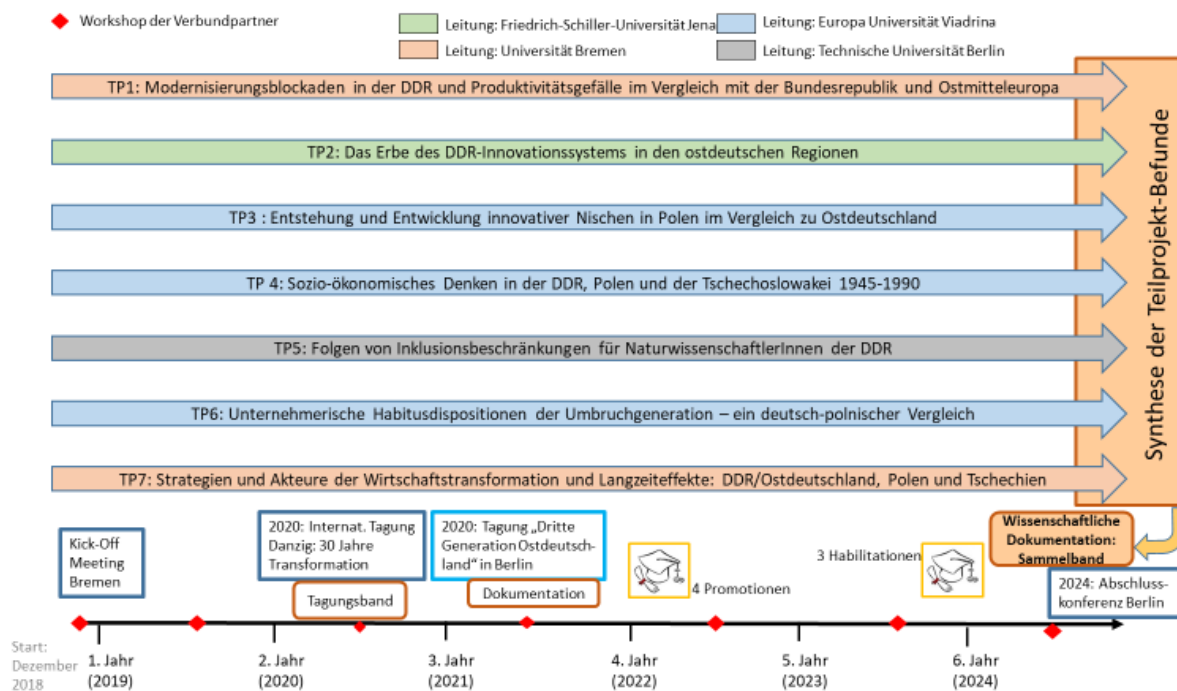 Workshop der Verbundpartner
Leitung: Friedrich-Schiller-Universität Jena
Leitung: Europa Universität Viadrina
Leitung: Universität Bremen
Leitung: Technische Universität Berlin
TP1: Modernisierungsblockaden in der DDR und Produktivitätsgefälle im Vergleich mit der Bundesrepublik und Ostmitteleuropa
TP2: Das Erbe des DDR-Innovationssystems in den ostdeutschen Regionen
TP3 : Entstehung und Entwicklung innovativer Nischen in Polen im Vergleich zu Ostdeutschland
TP 4: Sozio-ökonomisches Denken in der DDR, Polen und der Tschechoslowakei 1945-1990
TP5: Folgen von Inklusionsbeschränkungen für NaturwissenschaftlerInnen der DDR
TP6: Unternehmerische Habitusdispositionen der Umbruchgeneration – ein deutsch-polnischer Vergleich
TP7: Strategien und Akteure der Wirtschaftstransformation und Langzeiteffekte: DDR/Ostdeutschland, Polen und Tschechien
Synthese der Teilprojekt-Befunde
Kick-Off
Meeting
Bremen
2020: Internat. Tagung
Danzig: 30 Jahre
Transformation
Tagungsband
2020: Tagung „Dritte
Generation Ostdeutsch-
land“ in Berlin
Dokumentation
4 Promotionen
3 Habilitationen
Wissenschaftliche
Dokumentation:
Sammelband
2024: Abschluss-
konferenz Berlin
Start:
Dezember
2018
1. Jahr
(2019)
2. Jahr
(2020)
3. Jahr
(2021)
4. Jahr
(2022)
5. Jahr
(2023)
6. Jahr
(2024)